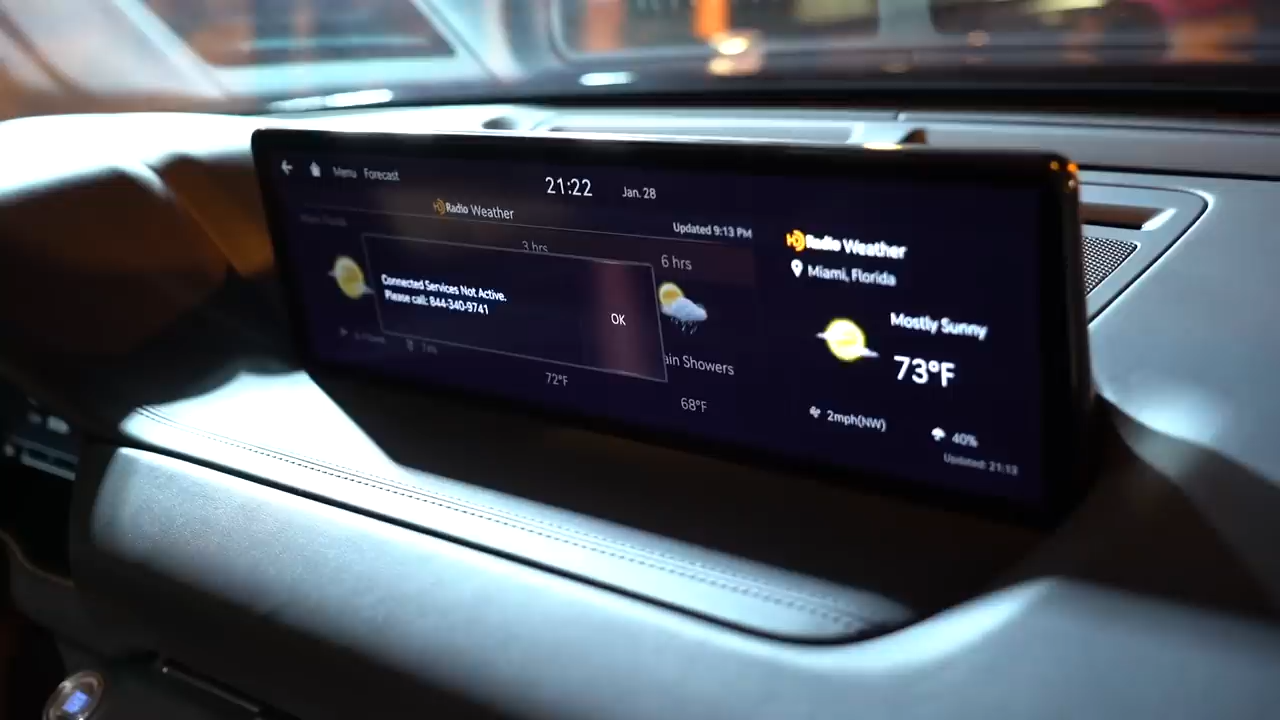 Menu Forecast
21:22
Jan. 28
HD Radio Weather
Updated 9:13 PM
3 hrs
6 hrs
Connected Services Not Active.
Please call: 844-340-9741
OK
ain Showers
72°F
68°F
HD Radio Weather
Miami, Florida
Mostly Sunny
73°F
2mph(NW)
40%
Updated: 21:13